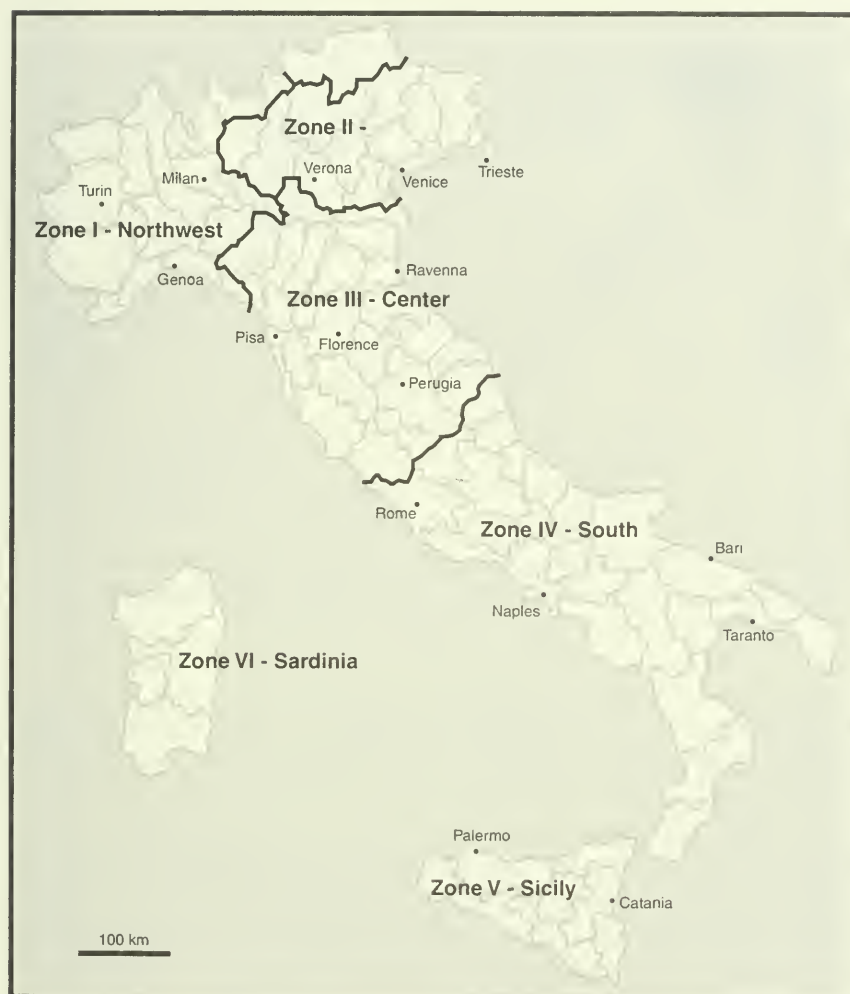 Zone II -
Verona
Venice
Trieste
Milan
Turin
Zone I - Northwest
Genoa
Ravenna
Zone III - Center
Pisa
Florence
Perugia
Rome
Zone IV - South
Bari
Naples
Taranto
Zone VI - Sardinia
Palermo
Zone V - Sicily
Catania
100 km